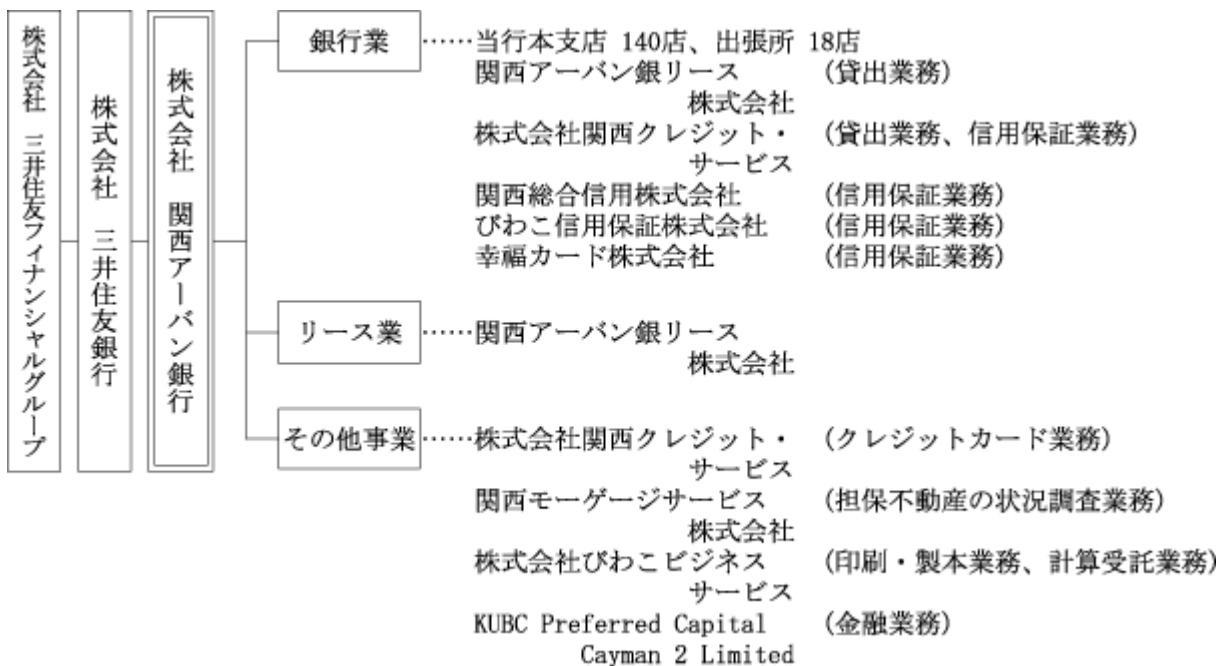 株式会社 三井住友フィナンシャルグループ
株式会社 三井住友銀行
株式会社 関西アーバン銀行
銀行業 ……当行本支店 140店、出張所 18店
関西アーバン銀リース (貸出業務)
株式会社
株式会社関西クレジット・ (貸出業務、信用保証業務)
サービス
関西総合信用株式会社 (信用保証業務)
びわこ信用保証株式会社 (信用保証業務)
幸福カード株式会社 (信用保証業務)
リース業 ……関西アーバン銀リース
株式会社
その他事業 ……株式会社関西クレジット・ (クレジットカード業務)
サービス
関西モーゲージサービス (担保不動産の状況調査業務)
株式会社
株式会社びわこビジネス (印刷・製本業務、計算受託業務)
サービス
KUBC Preferred Capital (金融業務)
Cayman 2 Limited